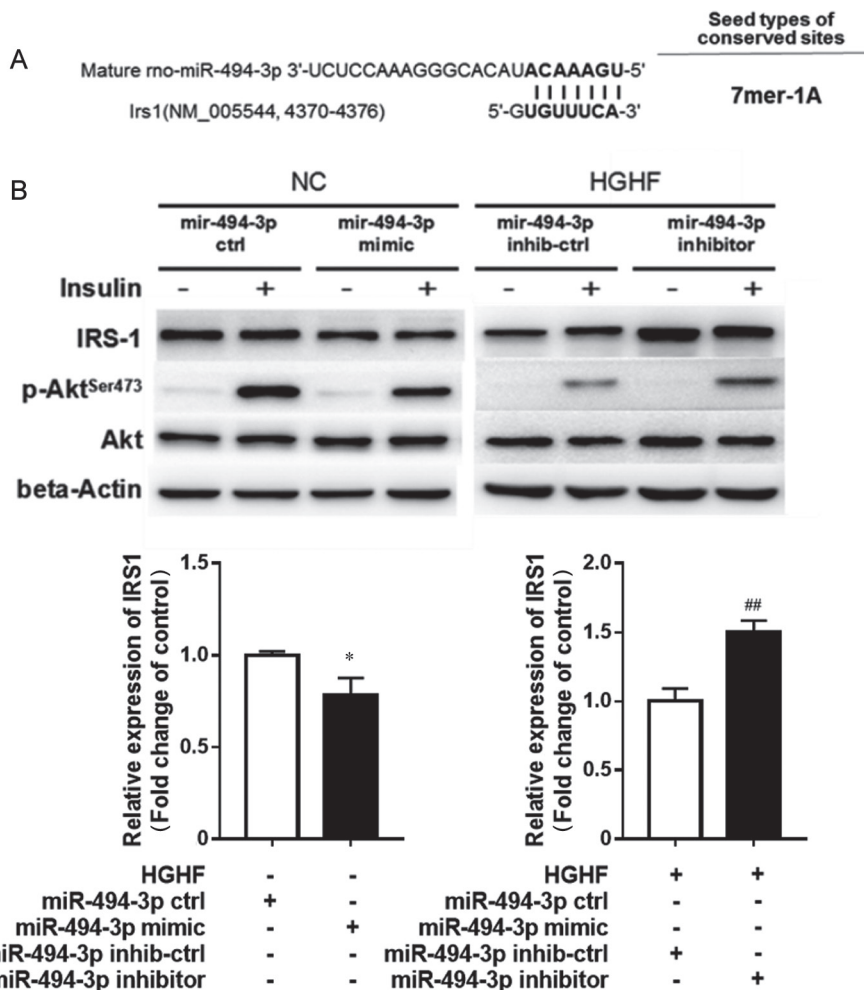 Seed types of
conserved sites
A
Mature rno-miR-494-3p 3'-UCUCCAAAGGGCACAUACAAAGU-5'
7mer-1A
Irs1(NM_005544, 4370-4376) 5'-GUGUUUCA-3'
B
NC HGHF
mir-494-3p ctrl mir-494-3p mimic mir-494-3p inhib-ctrl mir-494-3p inhibitor
Insulin - + - + - + - +
IRS-1
p-AktSer473
Akt
beta-Actin
Relative expression of IRS1
(Fold change of control)
1.5
1.0
0.5
0
*
Relative expression of IRS1
(Fold change of control)
2.0
1.5
1.0
0.5
0
##
HGHF - - HGHF + +
miR-494-3p ctrl + - miR-494-3p ctrl - -
miR-494-3p mimic - + miR-494-3p mimic - -
miR-494-3p inhib-ctrl - - miR-494-3p inhib-ctrl + -
miR-494-3p inhibitor - - miR-494-3p inhibitor - +